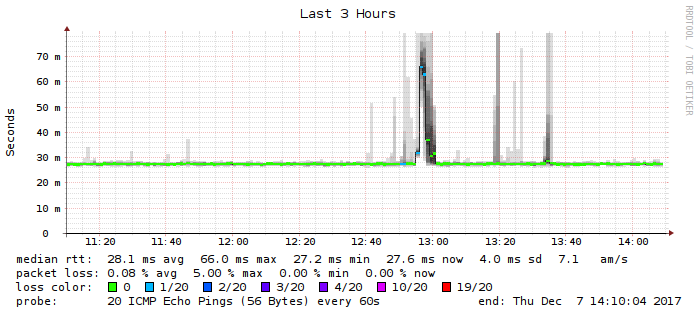 Last 3 Hours
RRDTOOL / TOBI OETIKER
Seconds
70 m
60 m
50 m
40 m
30 m
20 m
10 m
0
11:20 11:40 12:00 12:20 12:40 13:00 13:20 13:40 14:00
median rtt: 28.1 ms avg 66.0 ms max 27.2 ms min 27.6 ms now 4.0 ms sd 7.1 am/s
packet loss: 0.08 % avg 5.00 % max 0.00 % min 0.00 % now
loss color: 0 1/20 2/20 3/20 4/20 10/20 19/20
probe: 20 ICMP Echo Pings (56 Bytes) every 60s end: Thu Dec 7 14:10:04 2017